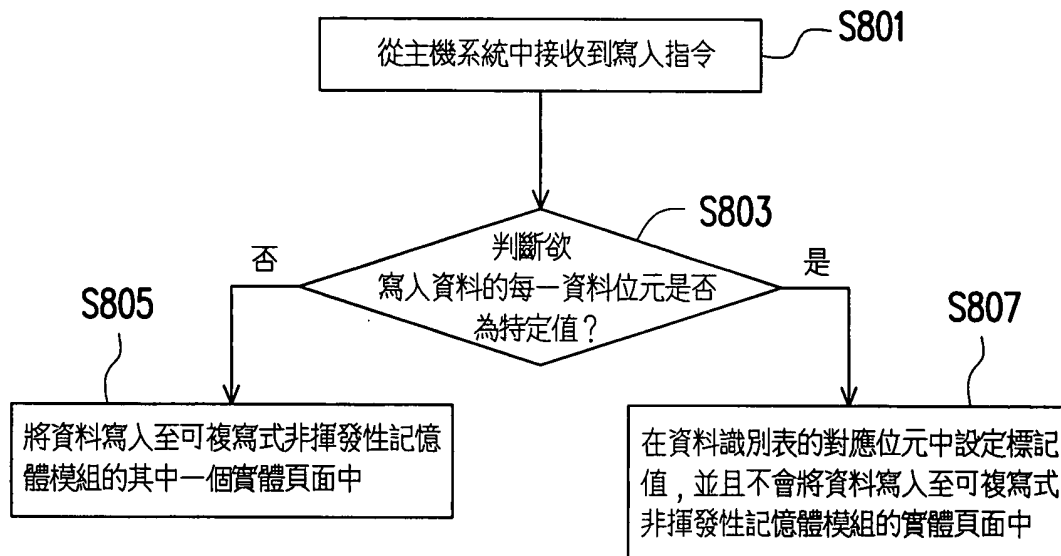 S801
從主機系統中接收到寫入指令
S803
判斷欲
寫入資料的每一資料位元是否
為特定值？
否
是
S805
S807
將資料寫入至可複寫式非揮發性記憶
體模組的其中一個實體頁面中
在資料識別表的對應位元中設定標記
值，並且不會將資料寫入至可複寫式
非揮發性記憶體模組的實體頁面中